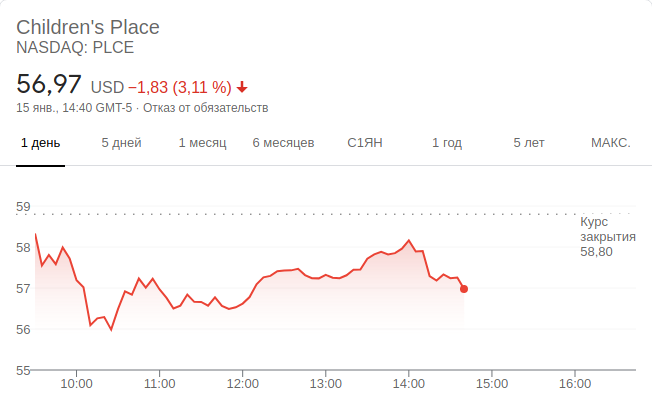 Children's Place
NASDAQ: PLCE
56,97 USD −1,83 (3,11 %)
15 янв., 14:40 GMT-5 · Отказ от обязательств
1 день 5 дней 1 месяц 6 месяцев С1ЯН 1 год 5 лет МАКС.
59
Курс
закрытия
58,80
58
57
56
55
10:00 11:00 12:00 13:00 14:00 15:00 16:00